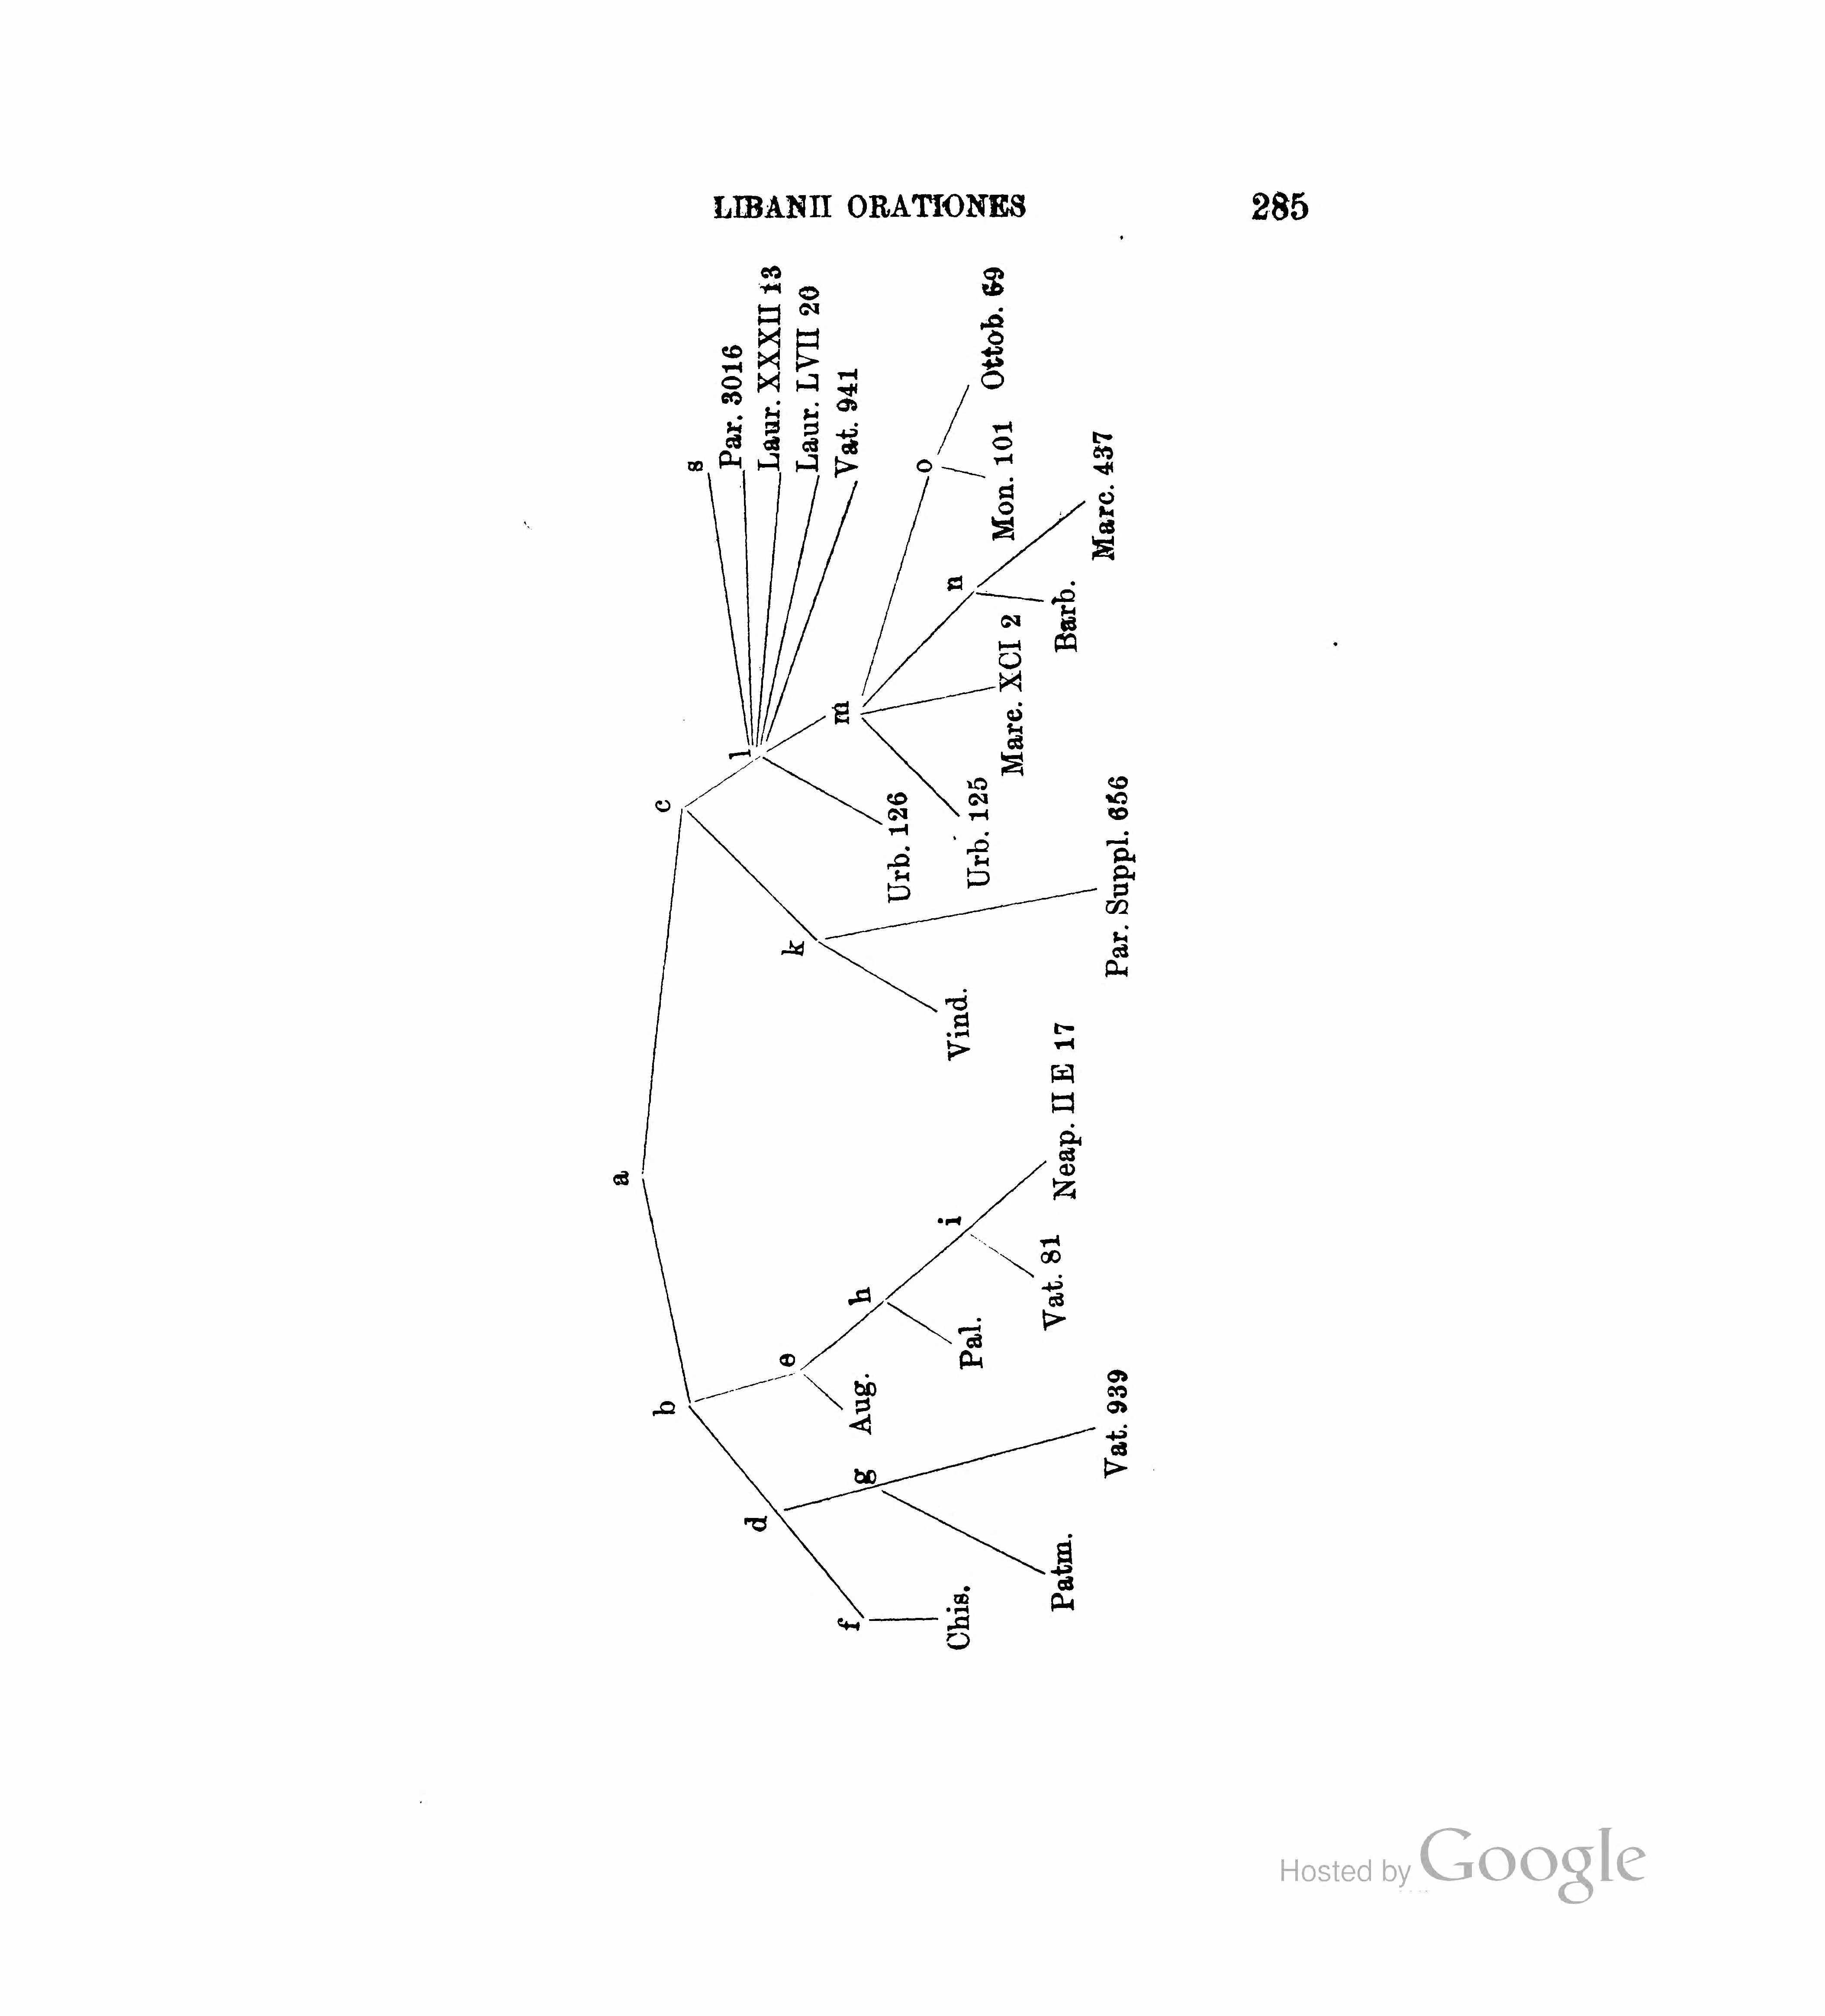 LIBANII ORATIONES 285
a
b
c
d
e
k
l
s
Par. 3016
Laur. XXXII 13
Laur. LVII 20
Vat. 941
f
g
Aug.
h
m
Chis.
Pal.
i
Vind.
Urb. 126
Urb. 125
n
o
Patm.
Vat. 939
Vat. 81
Neap. II E 17
Par. Suppl. 656
Marc. XCI 2
Barb.
Marc. 437
Mon. 101
Ottob. 69
Hosted by Google